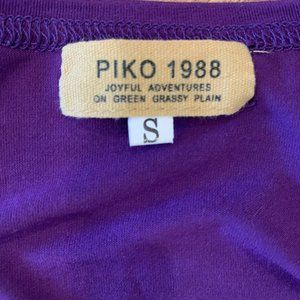 PIKO 1988
JOYFUL ADVENTURES
ON GREEN GRASSY PLAIN
S